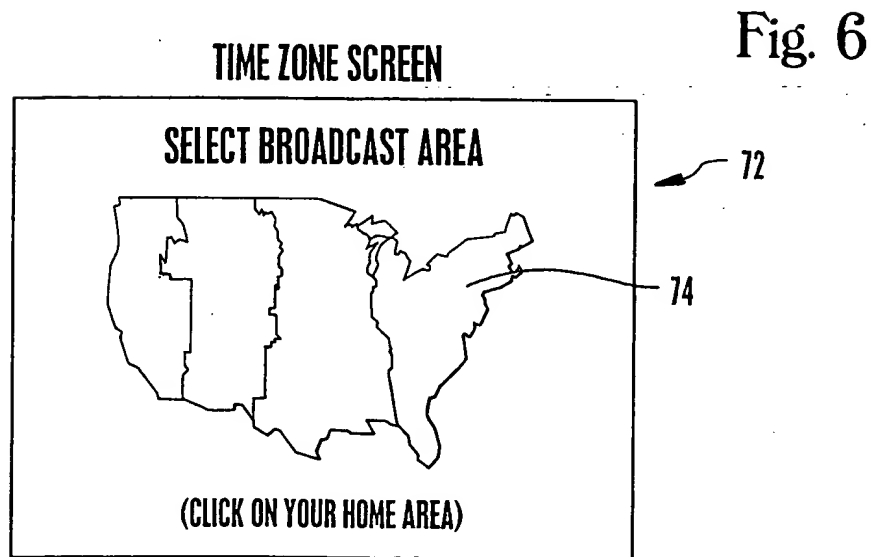 Fig. 6
TIME ZONE SCREEN
SELECT BROADCAST AREA
72
74
(CLICK ON YOUR HOME AREA)